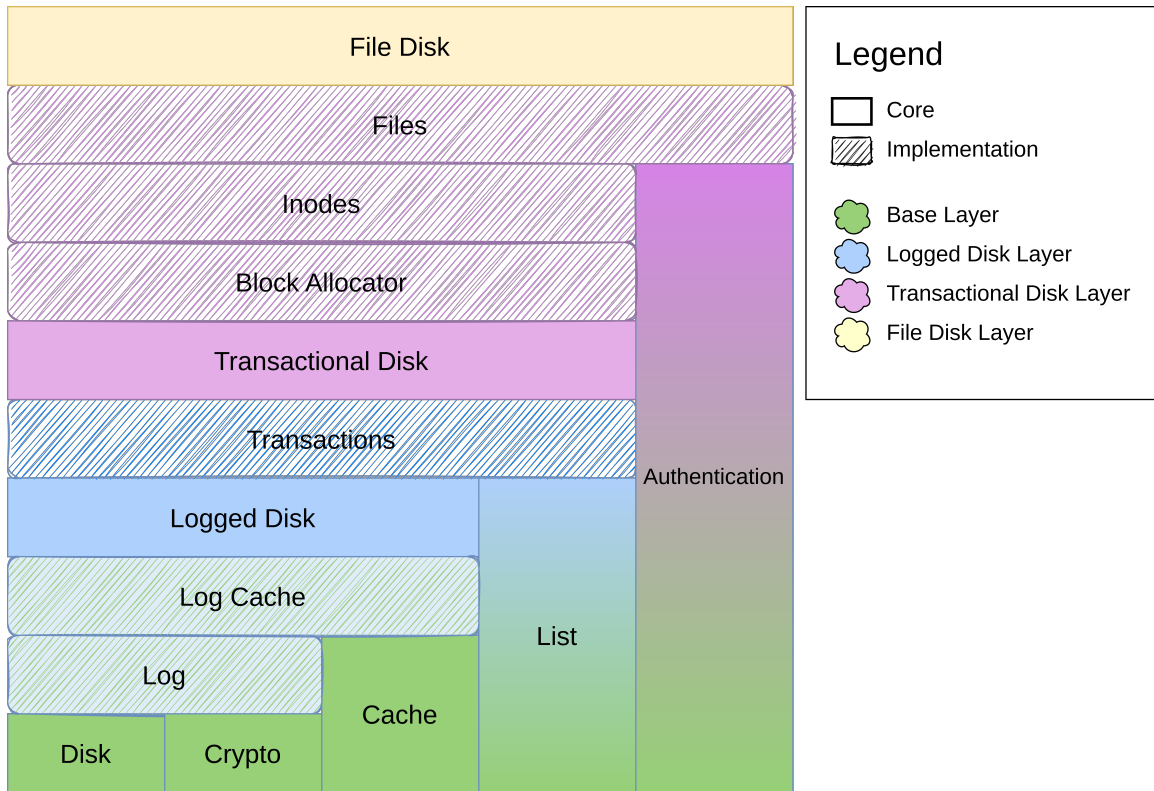 File Disk
Files
Inodes
Block Allocator
Transactional Disk
Transactions
Authentication
Logged Disk
Log Cache
List
Log
Cache
Disk
Crypto
Legend
Core
Implementation
Base Layer
Logged Disk Layer
Transactional Disk Layer
File Disk Layer